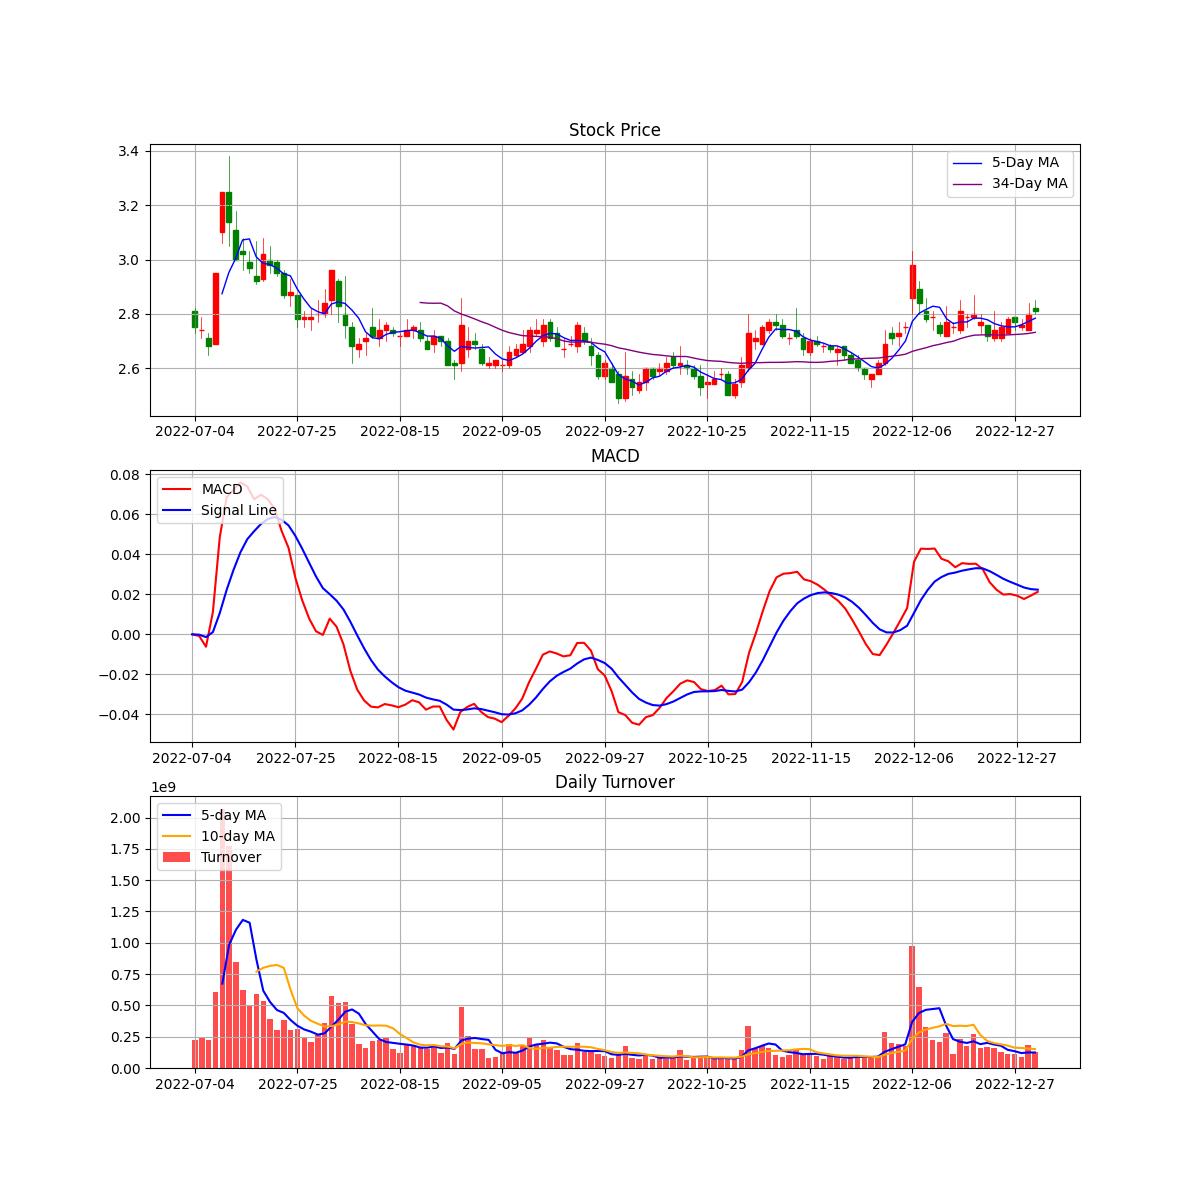 Stock Price
3.4
3.2
3.0
2.8
2.6
5-Day MA
34-Day MA
2022-07-04 2022-07-25 2022-08-15 2022-09-05 2022-09-27 2022-10-25 2022-11-15 2022-12-06 2022-12-27
MACD
0.08
0.06
0.04
0.02
0.00
−0.02
−0.04
MACD
Signal Line
2022-07-04 2022-07-25 2022-08-15 2022-09-05 2022-09-27 2022-10-25 2022-11-15 2022-12-06 2022-12-27
Daily Turnover
1e9
2.00
1.75
1.50
1.25
1.00
0.75
0.50
0.25
0.00
5-day MA
10-day MA
Turnover
2022-07-04 2022-07-25 2022-08-15 2022-09-05 2022-09-27 2022-10-25 2022-11-15 2022-12-06 2022-12-27